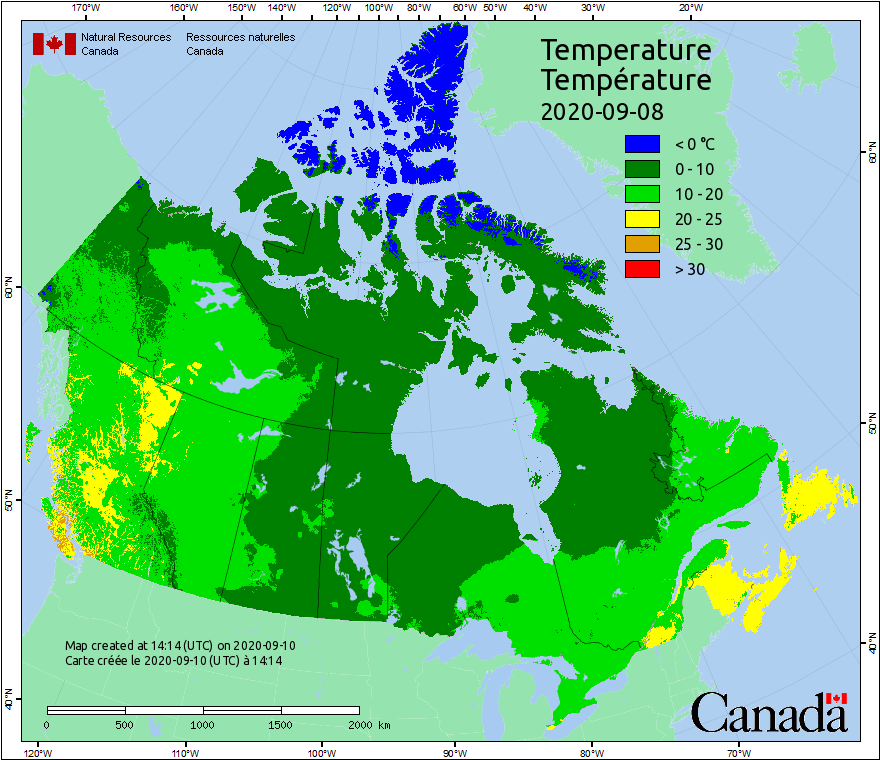 170°W 160°W 150°W 140°W 130°W 120°W 110°W 100°W 90°W 80°W 70°W 60°W 50°W 40°W 30°W 20°W
Natural Resources Ressources naturelles
Canada Canada
Temperature
Température
2020-09-08
< 0 °C
0 - 10
10 - 20
20 - 25
25 - 30
> 30
60°N
60°N
50°N
50°N
40°N
40°N
Map created at 14:14 (UTC) on 2020-09-10
Carte créée le 2020-09-10 (UTC) à 14:14
0 500 1000 1500 2000 km
Canada
120°W 110°W 100°W 90°W 80°W 70°W